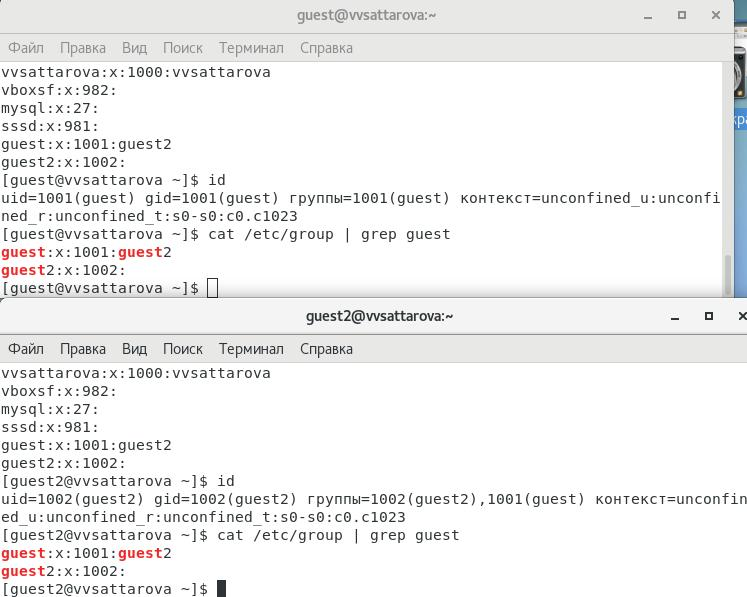 guest@vvsattarova:~
Файл Правка Вид Поиск Терминал Справка
vvsattarova:x:1000:vvsattarova
vboxsf:x:982:
mysql:x:27:
sssd:x:981:
guest:x:1001:guest2
guest2:x:1002:
[guest@vvsattarova ~]$ id
uid=1001(guest) gid=1001(guest) группы=1001(guest) контекст=unconfined_u:unconfi
ned_r:unconfined_t:s0-s0:c0.c1023
[guest@vvsattarova ~]$ cat /etc/group | grep guest
guest:x:1001:guest2
guest2:x:1002:
[guest@vvsattarova ~]$
guest2@vvsattarova:~
Файл Правка Вид Поиск Терминал Справка
vvsattarova:x:1000:vvsattarova
vboxsf:x:982:
mysql:x:27:
sssd:x:981:
guest:x:1001:guest2
guest2:x:1002:
[guest2@vvsattarova ~]$ id
uid=1002(guest2) gid=1002(guest2) группы=1002(guest2),1001(guest) контекст=unconfin
ed_u:unconfined_r:unconfined_t:s0-s0:c0.c1023
[guest2@vvsattarova ~]$ cat /etc/group | grep guest
guest:x:1001:guest2
guest2:x:1002:
[guest2@vvsattarova ~]$